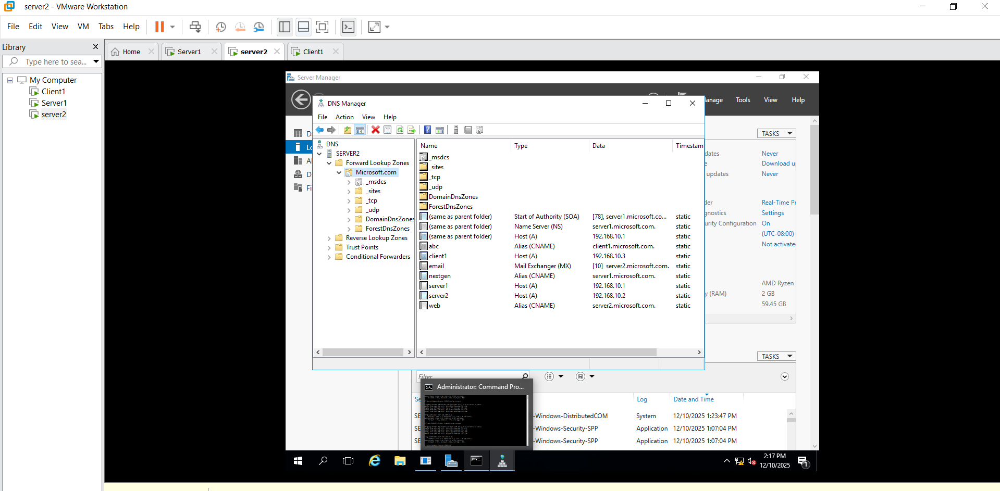 server2 - VMware Workstation
File Edit View VM Tabs Help
Library
Type here to sea...
My Computer
Client1
Server1
server2
Home
Server1
server2
Client1
Server Manager
anage Tools View Help
DNS Manager
File Action View Help
DNS
SERVER2
Forward Lookup Zones
Microsoft.com
_msdcs
_sites
_tcp
_udp
DomainDnsZones
ForestDnsZones
Reverse Lookup Zones
Trust Points
Conditional Forwarders
Name Type Data Timestam
_msdcs
_sites
_tcp
_udp
DomainDnsZones
ForestDnsZones
(same as parent folder) Start of Authority (SOA) [78], server1.microsoft.co... static
(same as parent folder) Name Server (NS) server1.microsoft.com. static
(same as parent folder) Host (A) 192.168.10.1 static
abc Alias (CNAME) client1.microsoft.com. static
client1 Host (A) 192.168.10.3 static
email Mail Exchanger (MX) [10] server2.microsoft.com. static
nextgen Alias (CNAME) server1.microsoft.com. static
server1 Host (A) 192.168.10.1 static
server2 Host (A) 192.168.10.2 static
web Alias (CNAME) server2.microsoft.com. static
D
Lo
Al
D
Fi
TASKS
dates Never
e Download u
updates Never
der Real-Time Pr
gnostics Settings
urity Configuration On
(UTC-08:00)
Not activate
AMD Ryzen
y (RAM) 2 GB
59.45 GB
TASKS
Filter
Administrator: Command Pro...
Se Log Date and Time
SE -Windows-DistributedCOM System 12/10/2025 1:23:47 PM
SE -Windows-Security-SPP Application 12/10/2025 1:07:04 PM
SE -Windows-Security-SPP Application 12/10/2025 1:07:04 PM
2:17 PM
12/10/2025
1